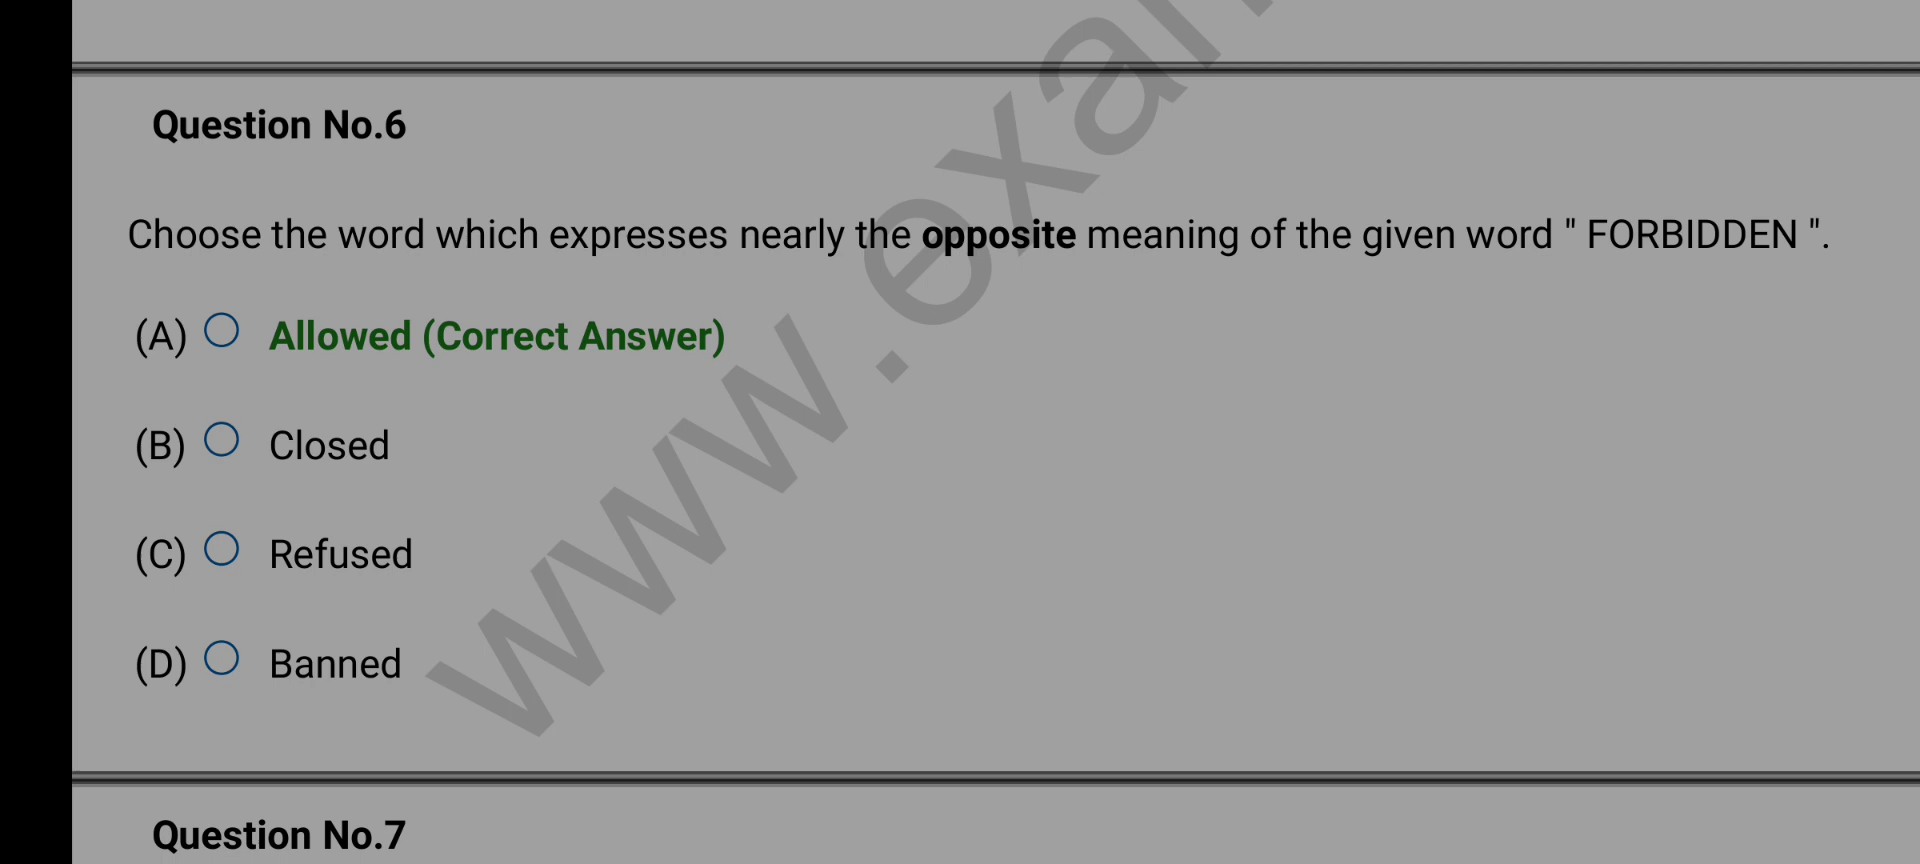 Question No.6
Choose the word which expresses nearly the opposite meaning of the given word " FORBIDDEN ".
(A) Allowed (Correct Answer)
(B) Closed
(C) Refused
(D) Banned
Question No.7